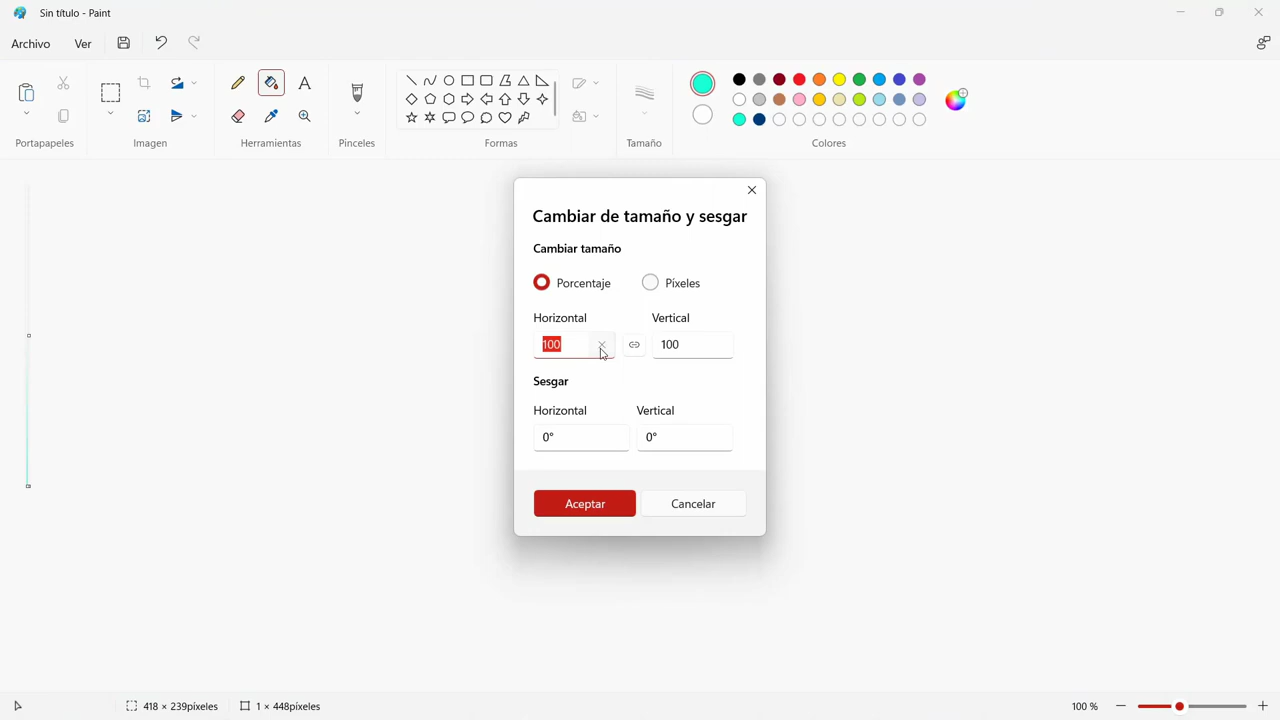 Sin título - Paint
Archivo Ver
Portapapeles Imagen Herramientas Pinceles Formas Tamaño Colores
Cambiar de tamaño y sesgar
Cambiar tamaño
Porcentaje Píxeles
Horizontal Vertical
100 100
Sesgar
Horizontal Vertical
0° 0°
Aceptar Cancelar
418 × 239píxeles 1 × 448píxeles 100 %